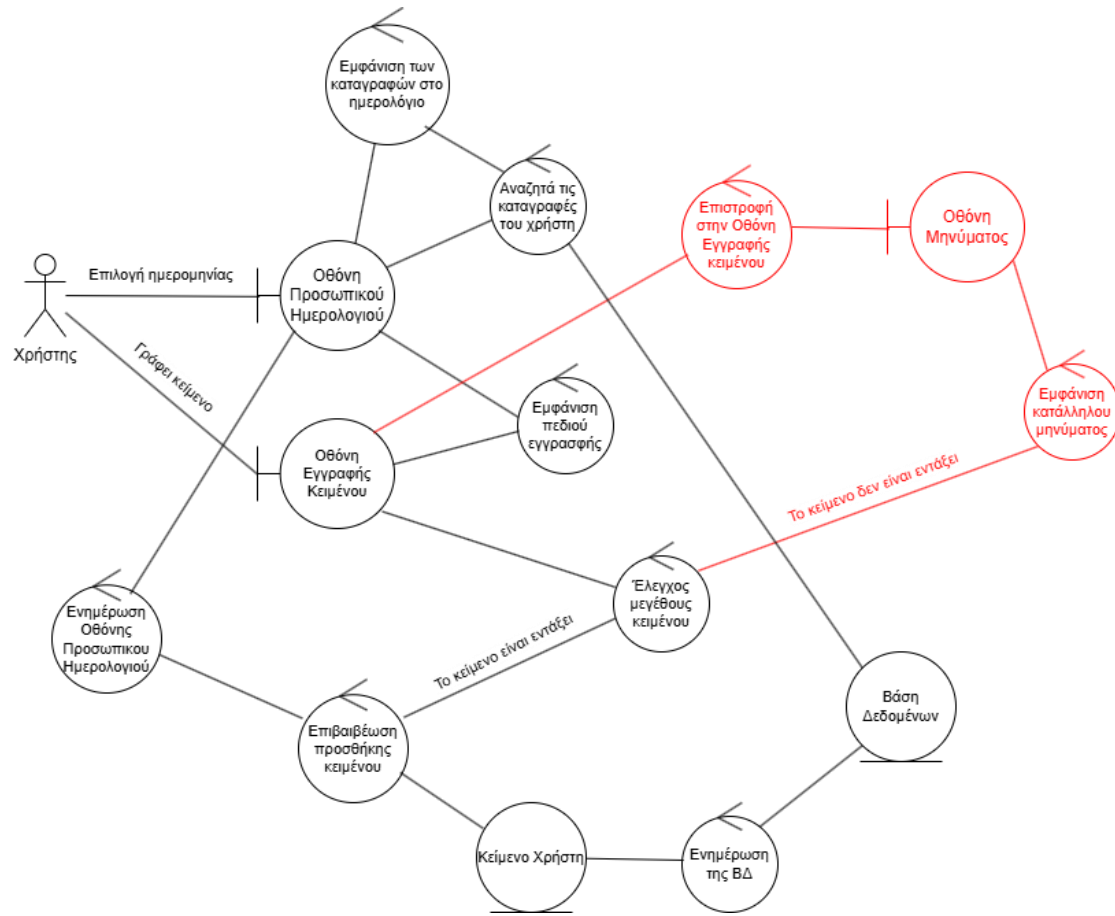 Εμφάνιση των
καταγραφών στο
ημερολόγιο
Αναζητά τις
καταγραφές
του χρήστη
Επιστροφή
στην Οθόνη
Εγγραφής
κειμένου
Οθόνη
Μηνύματος
Επιλογή ημερομηνίας
Οθόνη
Προσωπικού
Ημερολογιού
Χρήστης
Γράφει κείμενο
Εμφάνιση
πεδιού
εγγρασφής
Εμφάνιση
κατάλληλου
μηνύματος
Οθόνη
Εγγραφής
Κειμένου
Το κείμενο δεν είναι εντάξει
Έλεγχος
μεγέθους
κειμένου
Ενημέρωση
Οθόνης
Προσωπικου
Ημερολογιού
Το κείμενο είναι εντάξει
Βάση
Δεδομένων
Επιβαιβέωση
προσθήκης
κειμένου
Κείμενο Χρήστη
Ενημέρωση
της ΒΔ